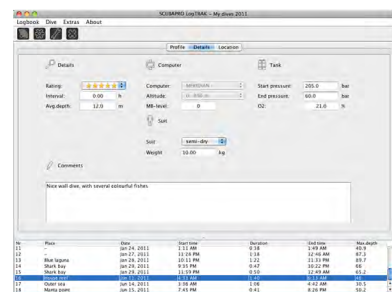 SCUBAPRO LogTRAK - My dives 2011
Logbook Dive Extras About
Profile Details Location
Details Computer Tank
Rating: Computer Start pressure: 205.0 bar
Interval: 0.00 h Altitude: End pressure: 60.0 bar
Avg.depth: 12.0 m MB-level: 0 O2: 21.0 %
Suit
Suit semi-dry
Weight 10.00 kg
Comments
Nice wall dive, with several colourful fishes.
Nr Place Date Start time Duration End time Max.depth
11 - Jan 24, 2011 1:11 AM 0:38 1:49 AM 40.9
12 - Jan 27, 2011 11:28 PM 1:18 12:46 AM 87.3
13 Blue laguna Jan 28, 2011 10:11 PM 1:22 11:33 PM 89.7
14 Shark bay Jan 29, 2011 9:35 PM 0:47 10:22 PM 86
15 Shark bay Jan 29, 2011 11:59 PM 0:50 12:49 AM 65.2
16 House reef Jan 31, 2011
17 Outer sea Jun 14, 2011 3:38 AM 1:08 4:42 AM 30.5
18 Manta point Jun 15, 2011 7:45 PM 0:41 8:26 PM 50.2